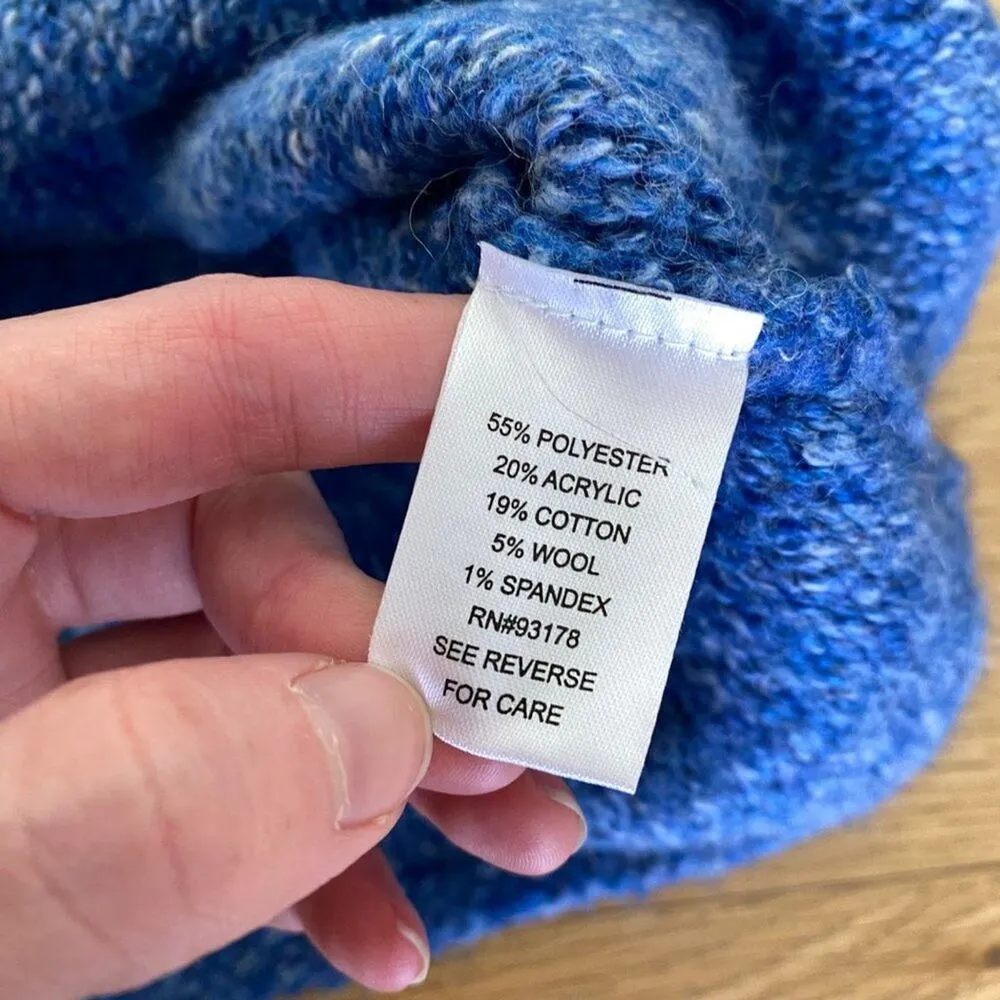 55% POLYESTER
20% ACRYLIC
19% COTTON
5% WOOL
1% SPANDEX
RN#93178
SEE REVERSE
FOR CARE